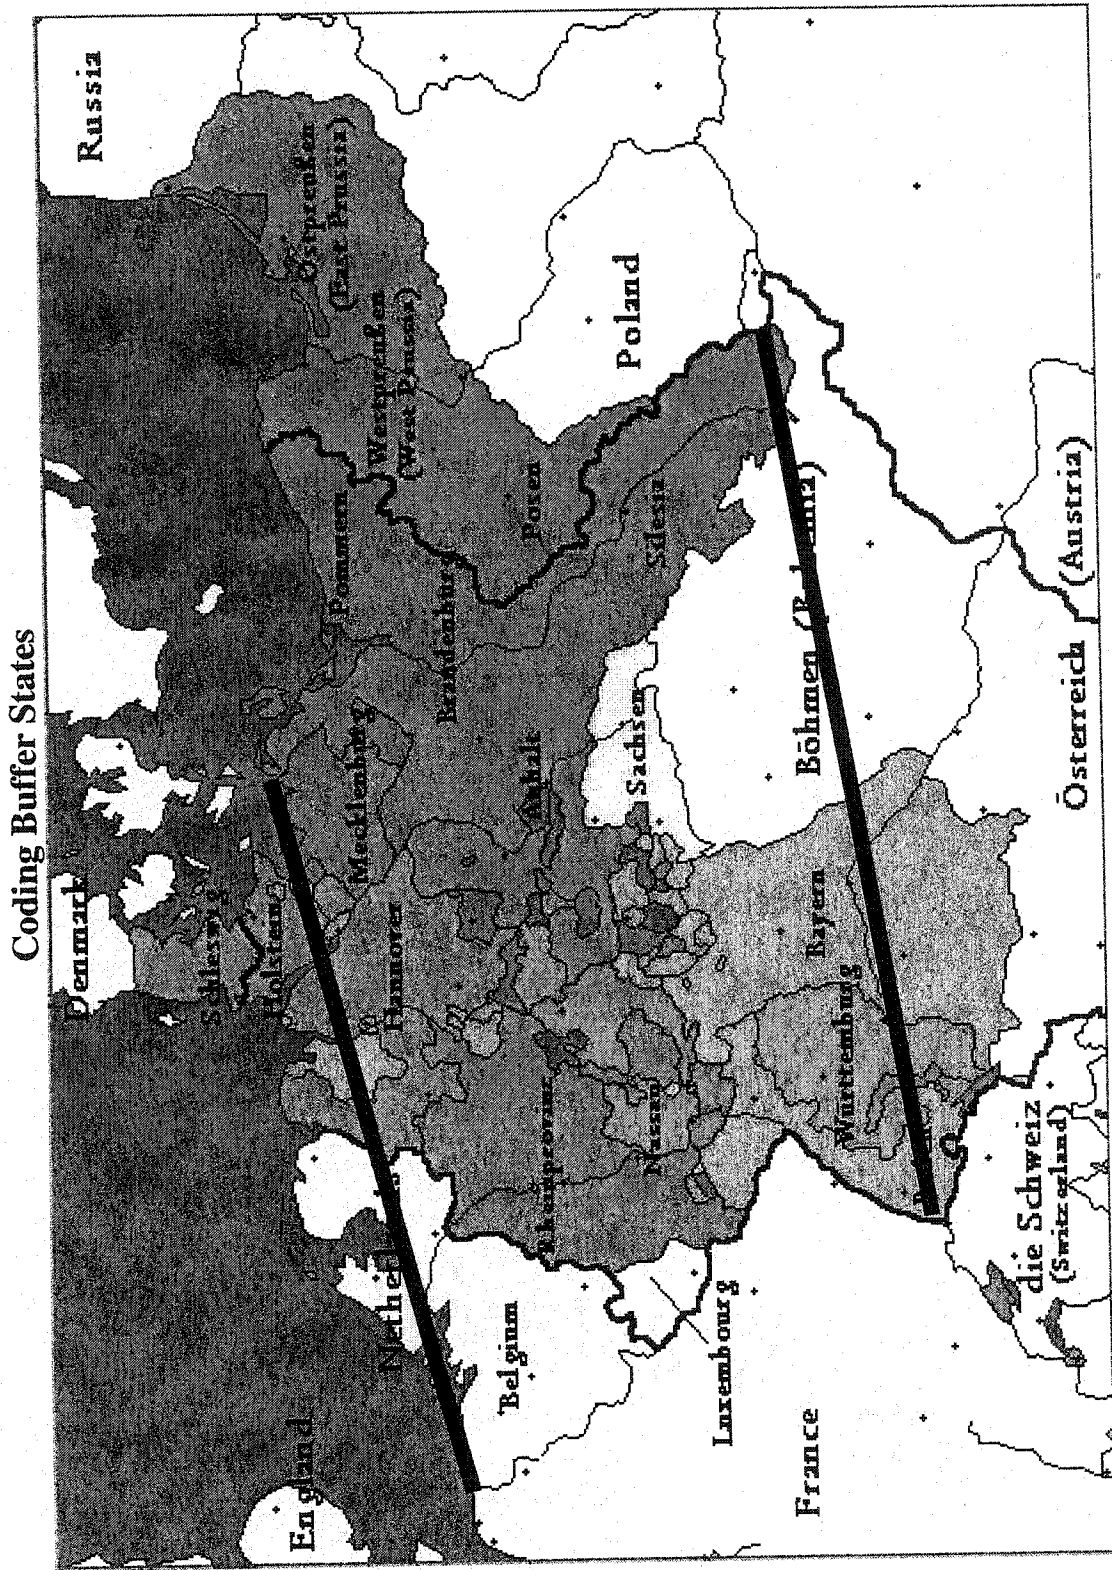 Coding Buffer States
Russia
Denmark
Schleswig
Holstein
England
Ostpreußen
(East Prussia)
Westpreußen
(West Prussia)
Pommern
Mecklenburg
Hannover
Brandenburg
Posen
Poland
Anhalt
Silesia
Sachsen
Rheinprovinz
Nassau
Belgium
Luxembourg
France
Böhmen
Bayern
Württemburg
die Schweiz
(Switzerland)
Österreich (Austria)